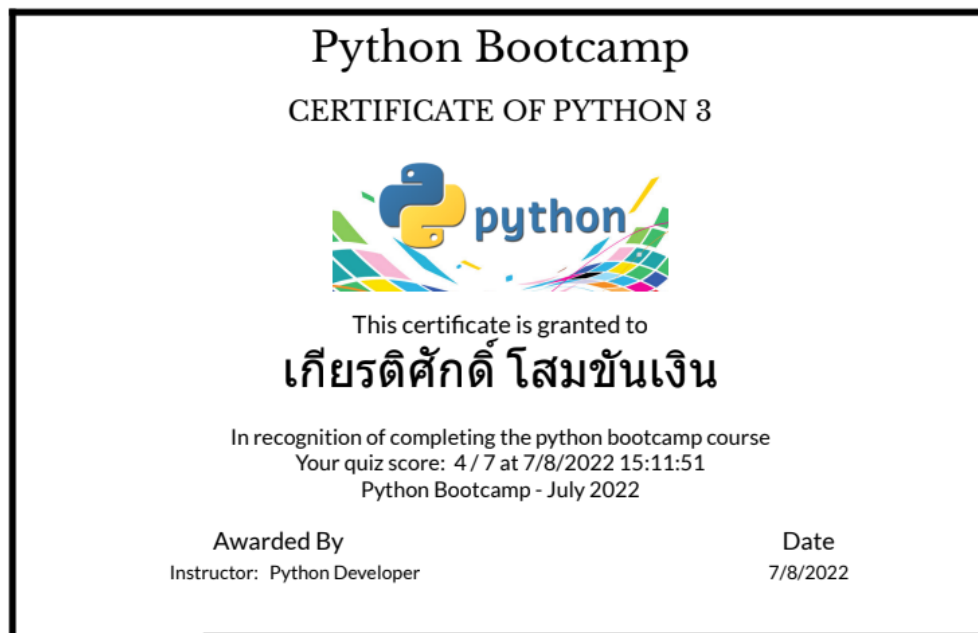 Python Bootcamp
CERTIFICATE OF PYTHON 3
python
This certificate is granted to
เกียรติศักดิ์ โสมขันเงิน
In recognition of completing the python bootcamp course
Your quiz score: 4 / 7 at 7/8/2022 15:11:51
Python Bootcamp - July 2022
Awarded By Date
Instructor: Python Developer 7/8/2022